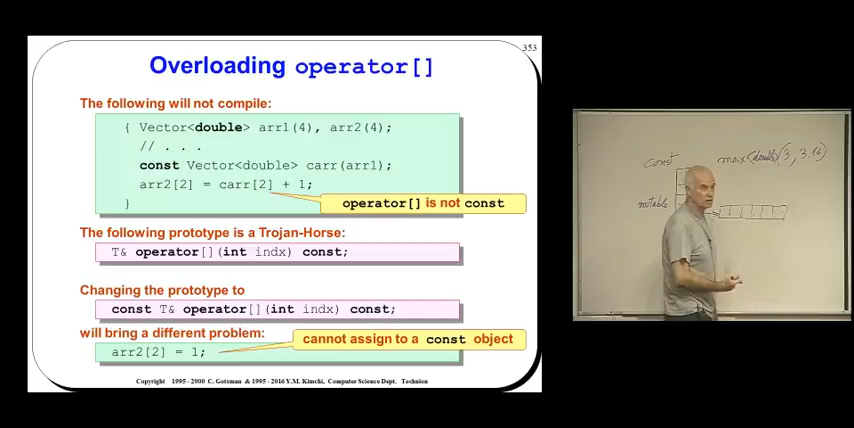 353
Overloading operator[]
The following will not compile:
{ Vector<double> arr1(4), arr2(4);
// . . .
const Vector<double> carr(arr1);
arr2[2] = carr[2] + 1;
}
operator[] is not const
The following prototype is a Trojan-Horse:
T& operator[](int indx) const;
Changing the prototype to
const T& operator[](int indx) const;
will bring a different problem:
cannot assign to a const object
arr2[2] = 1;
Copyright 1995 - 2000 C. Gotsman & 1995 - 2016 Y.M. Kimchi, Computer Science Dept. Technion
const
max<double>(3, 3.14)
mutable